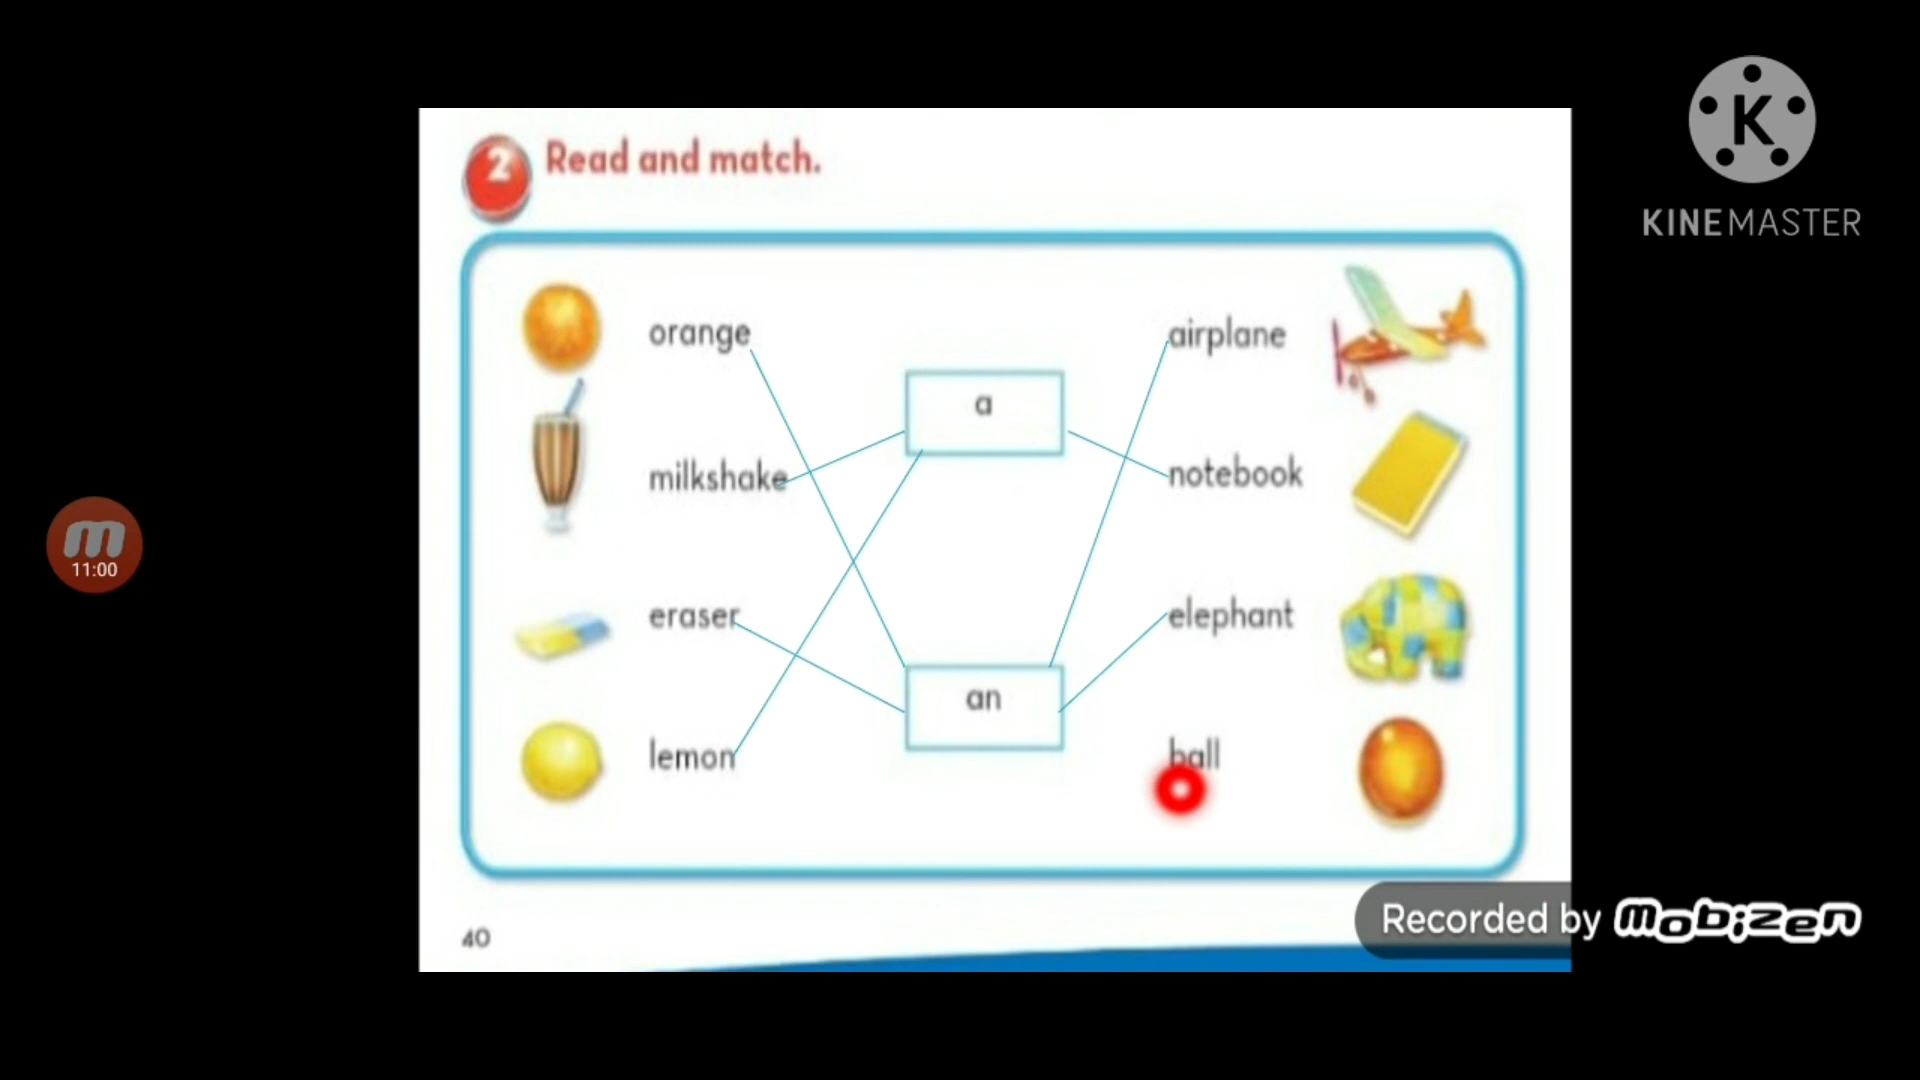 2 Read and match.
KINEMASTER
orange
airplane
a
milkshake
notebook
11:00
eraser
elephant
an
lemon
ball
Recorded by mobizen
40